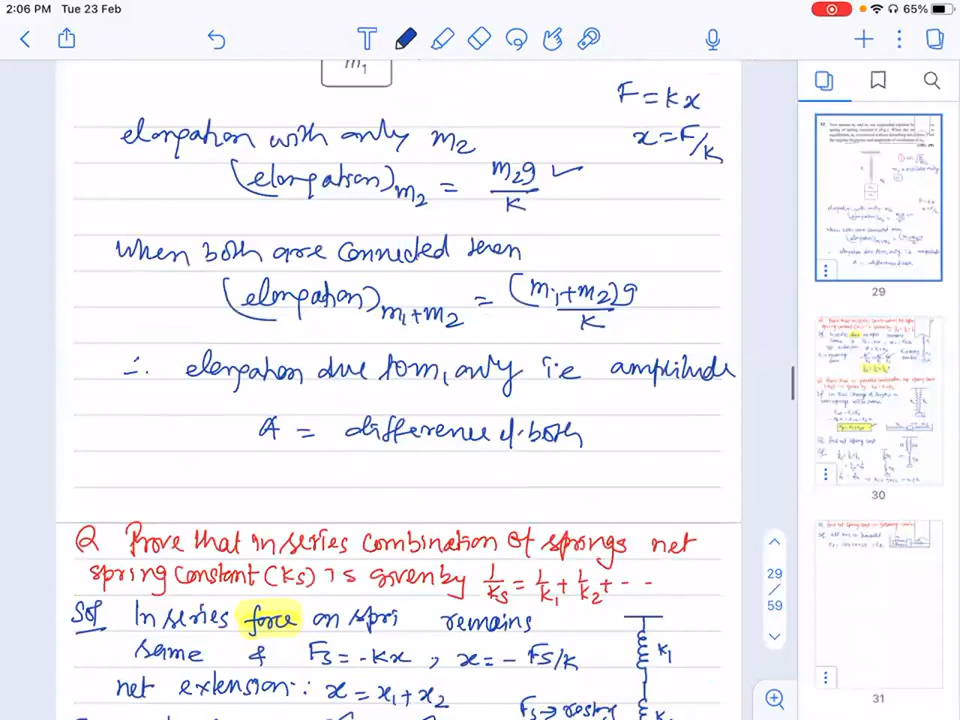 2:06 PM Tue 23 Feb
65%
m1
F = Kx
x = F/K
elongation with only m2
(elongation)m2 = m2g/K ✓
When both are connected then
(elongation)m1+m2 = (m1+m2)g/K
∴ elongation due to m1 only i.e amplitude
A = difference of both
Q Prove that in series combination of springs net
spring constant (Ks) is given by 1/Ks = 1/K1 + 1/K2 + - - -
Sol In series force on spri remains
same & Fs = -Kx, x = - Fs/K
K1
net extension: x = x1 + x2
Fs→
29
/
59
29
30
31